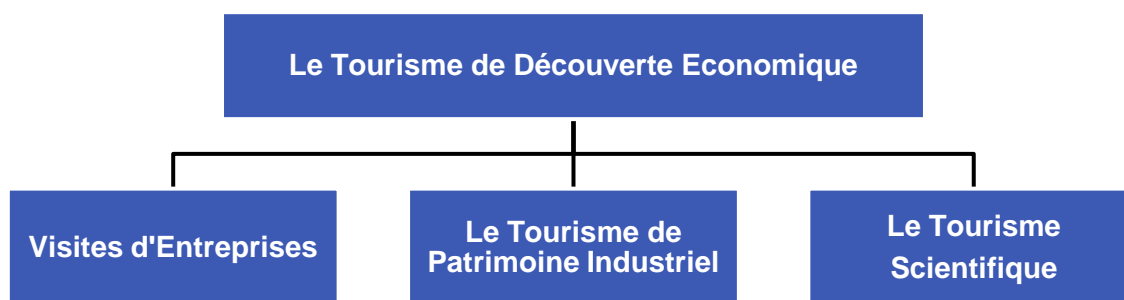 Le Tourisme de Découverte Economique
Visites d'Entreprises
Le Tourisme de
Patrimoine Industriel
Le Tourisme
Scientifique